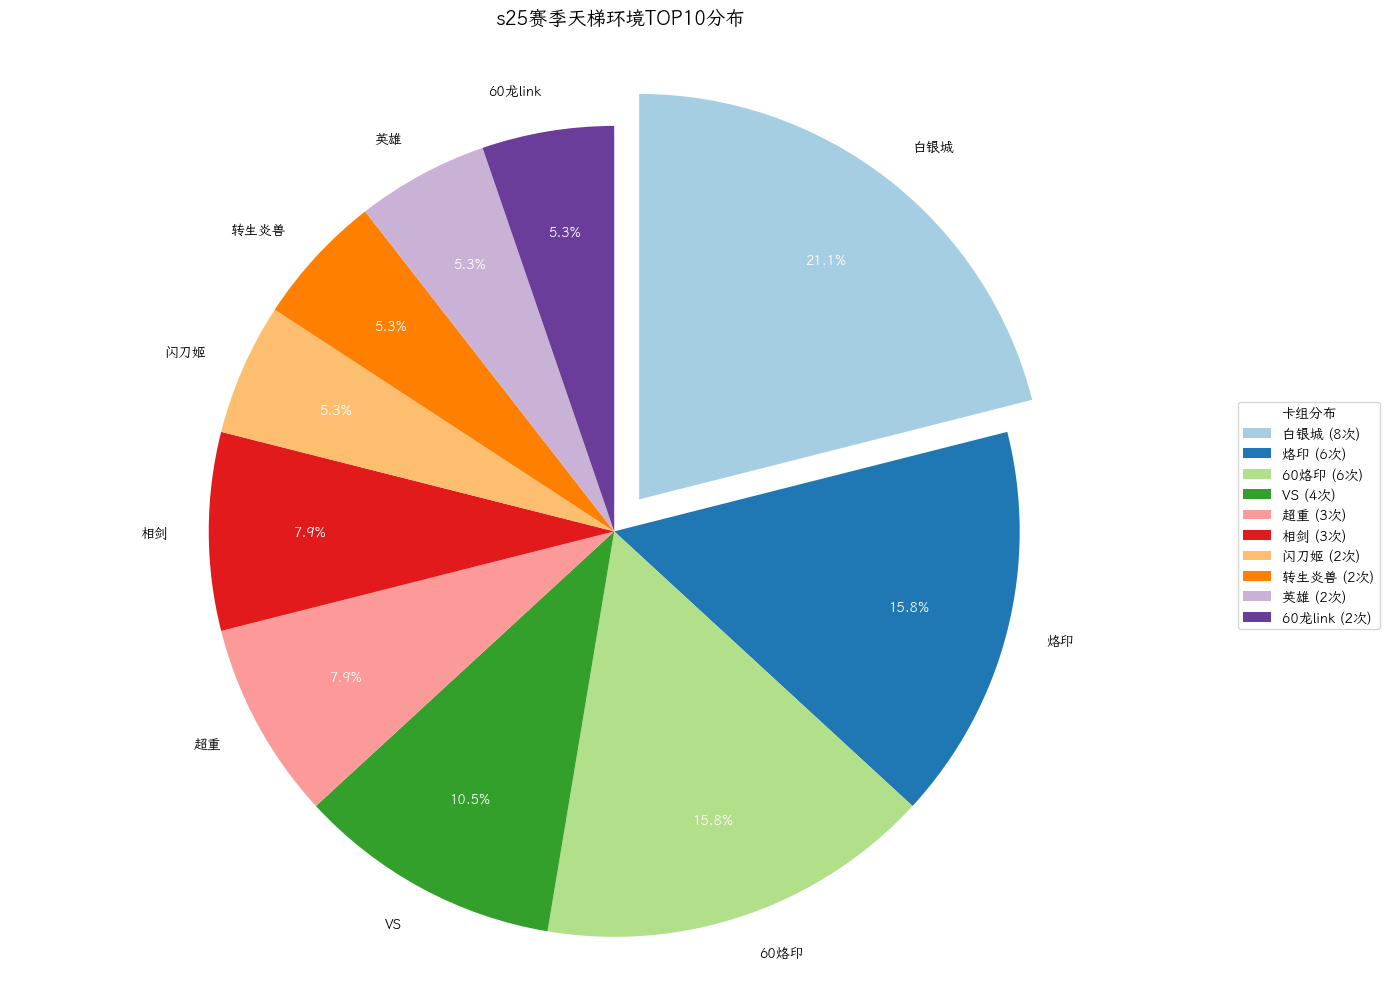 s25赛季天梯环境TOP10分布
60龙link
英雄
白银城
转生炎兽
5.3%
5.3%
21.1%
5.3%
闪刀姬
5.3%
相剑
7.9%
15.8%
烙印
7.9%
超重
10.5%
15.8%
VS
60烙印
卡组分布
白银城 (8次)
烙印 (6次)
60烙印 (6次)
VS (4次)
超重 (3次)
相剑 (3次)
闪刀姬 (2次)
转生炎兽 (2次)
英雄 (2次)
60龙link (2次)